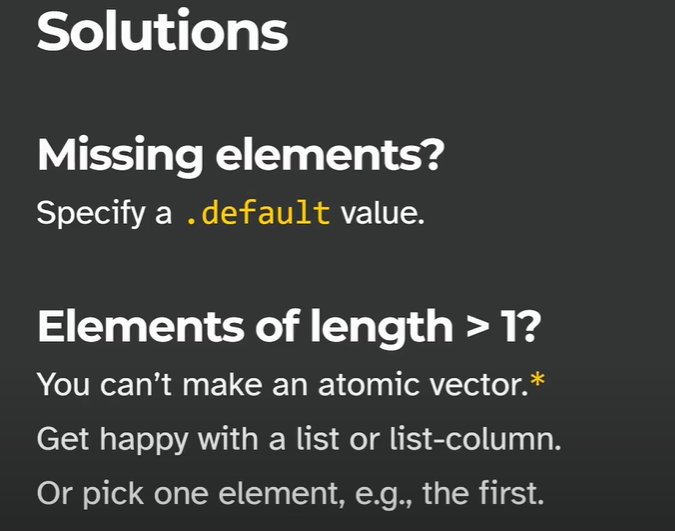 Solutions
Missing elements?
Specify a .default value.
Elements of length > 1?
You can’t make an atomic vector.*
Get happy with a list or list-column.
Or pick one element, e.g., the first.